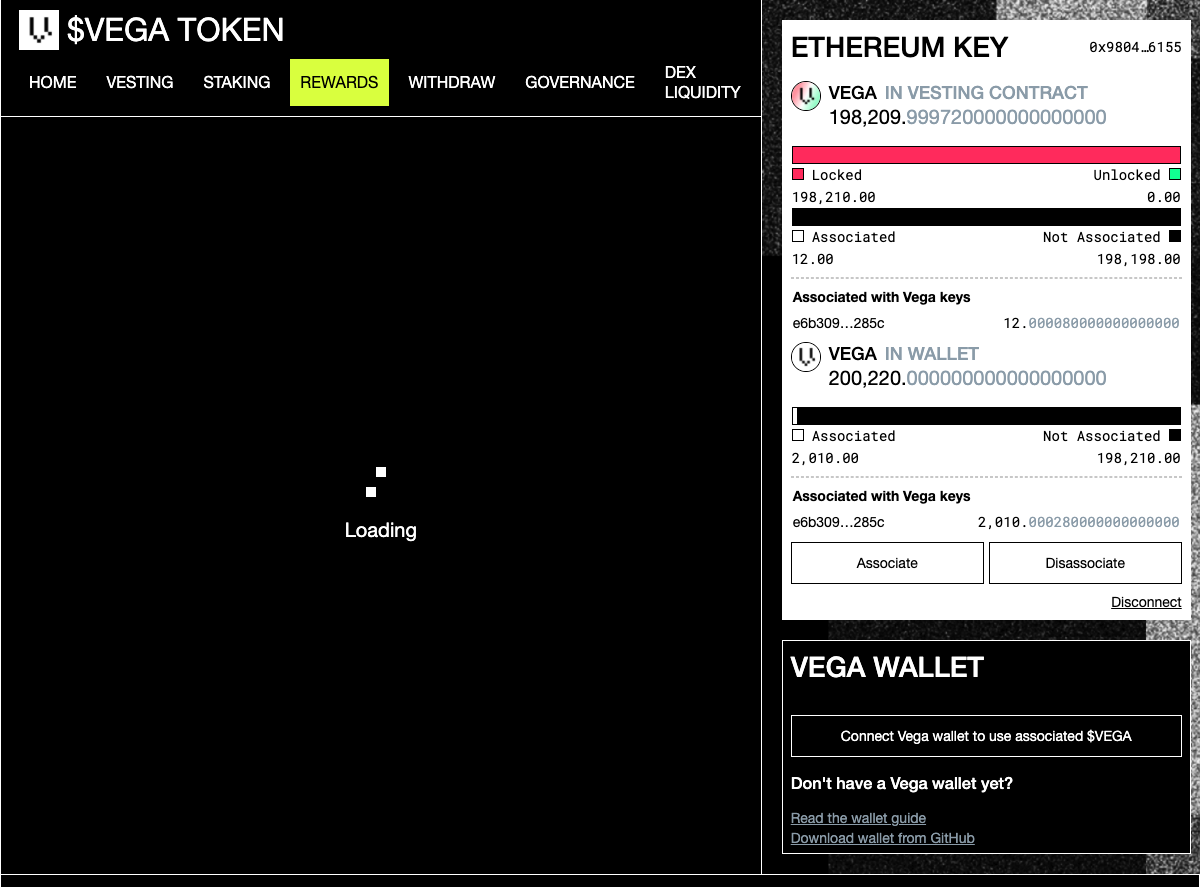 $VEGA TOKEN
HOME VESTING STAKING REWARDS WITHDRAW GOVERNANCE DEX LIQUIDITY
Loading
ETHEREUM KEY 0x9804…6155
VEGA IN VESTING CONTRACT
198,209.999720000000000000
Locked Unlocked
198,210.00 0.00
Associated Not Associated
12.00 198,198.00
Associated with Vega keys
e6b309…285c 12.000080000000000000
VEGA IN WALLET
200,220.000000000000000000
Associated Not Associated
2,010.00 198,210.00
Associated with Vega keys
e6b309…285c 2,010.000280000000000000
Associate Disassociate
Disconnect
VEGA WALLET
Connect Vega wallet to use associated $VEGA
Don't have a Vega wallet yet?
Read the wallet guide
Download wallet from GitHub